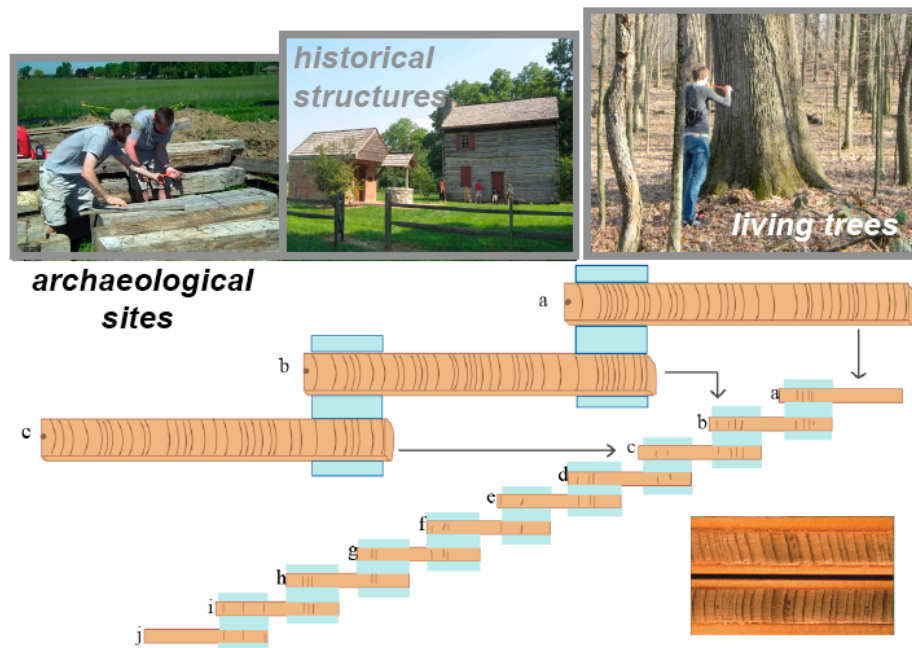 historical
structures
living trees
archaeological
sites
a
b
c
a
b
c
d
e
f
g
h
i
j